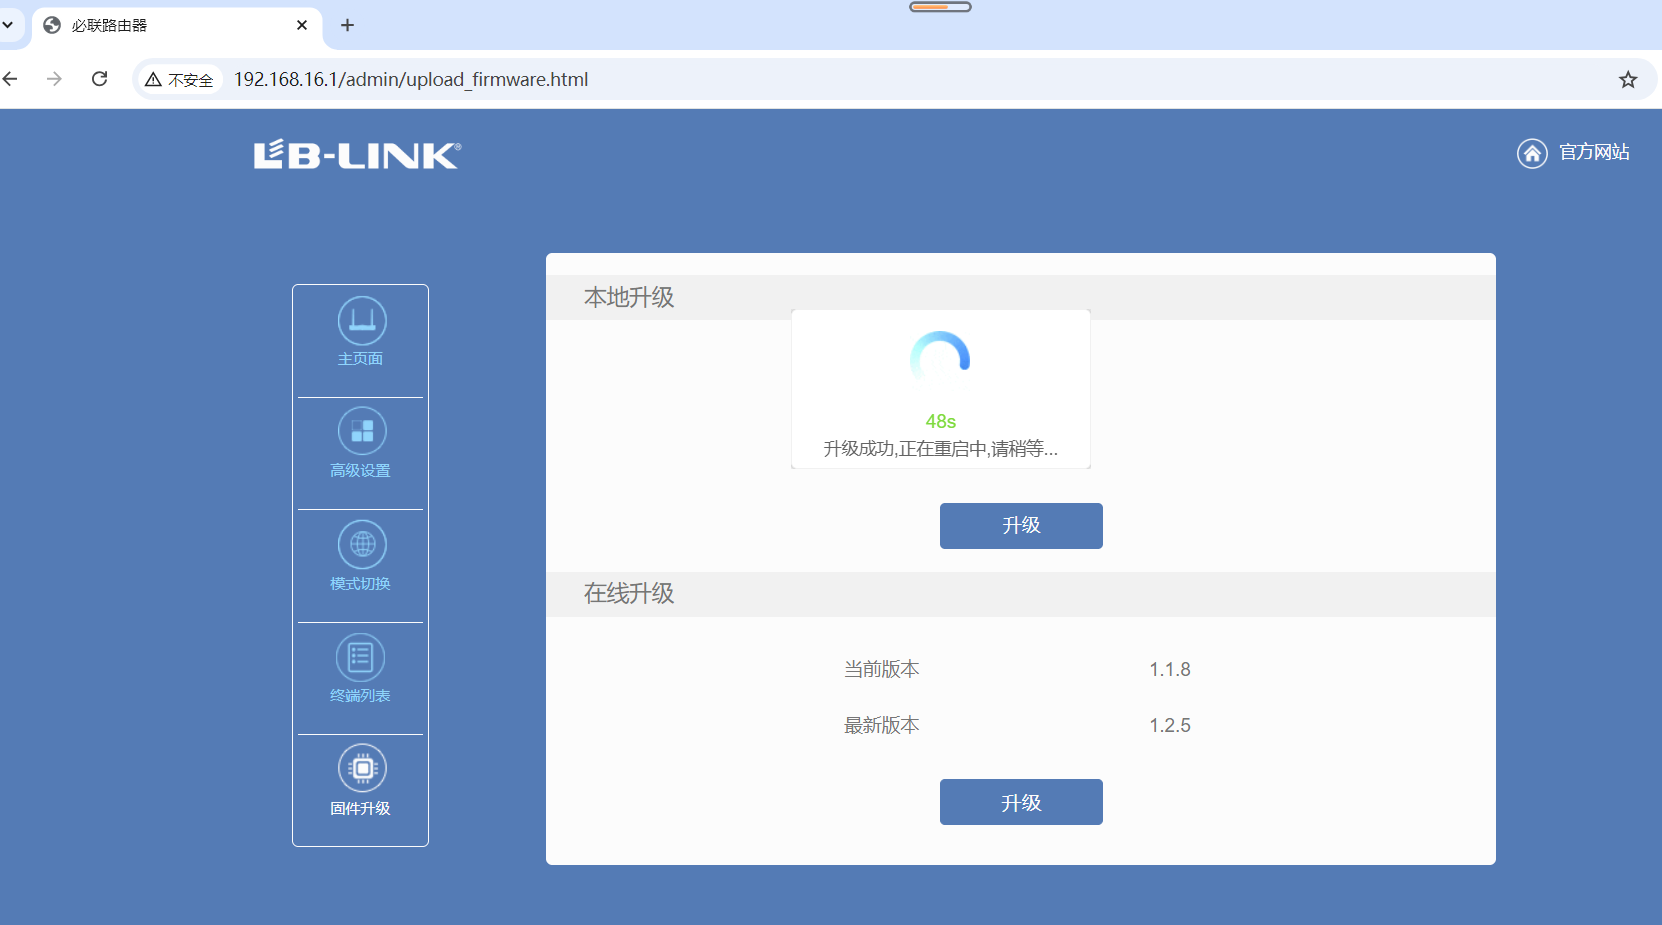 必联路由器
不安全
192.168.16.1/admin/upload_firmware.html
LB-LINK®
官方网站
主页面
高级设置
模式切换
终端列表
固件升级
本地升级
48s
升级成功,正在重启中,请稍等...
升级
在线升级
当前版本 1.1.8
最新版本 1.2.5
升级